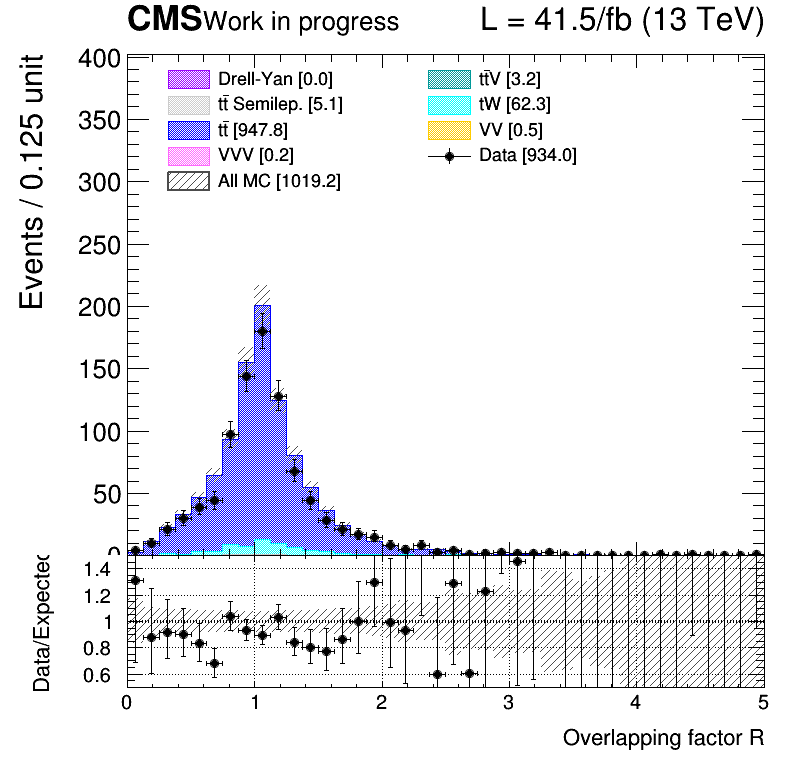 CMS Work in progress L = 41.5/fb (13 TeV)
Events / 0.125 unit
400
350
300
250
200
150
100
50
0
Drell-Yan [0.0]
tt̄ Semilep. [5.1]
tt̄ [947.8]
VVV [0.2]
All MC [1019.2]
tt̄V [3.2]
tW [62.3]
VV [0.5]
Data [934.0]
Data/Expected
1.4
1.2
1
0.8
0.6
0 1 2 3 4 5
Overlapping factor R